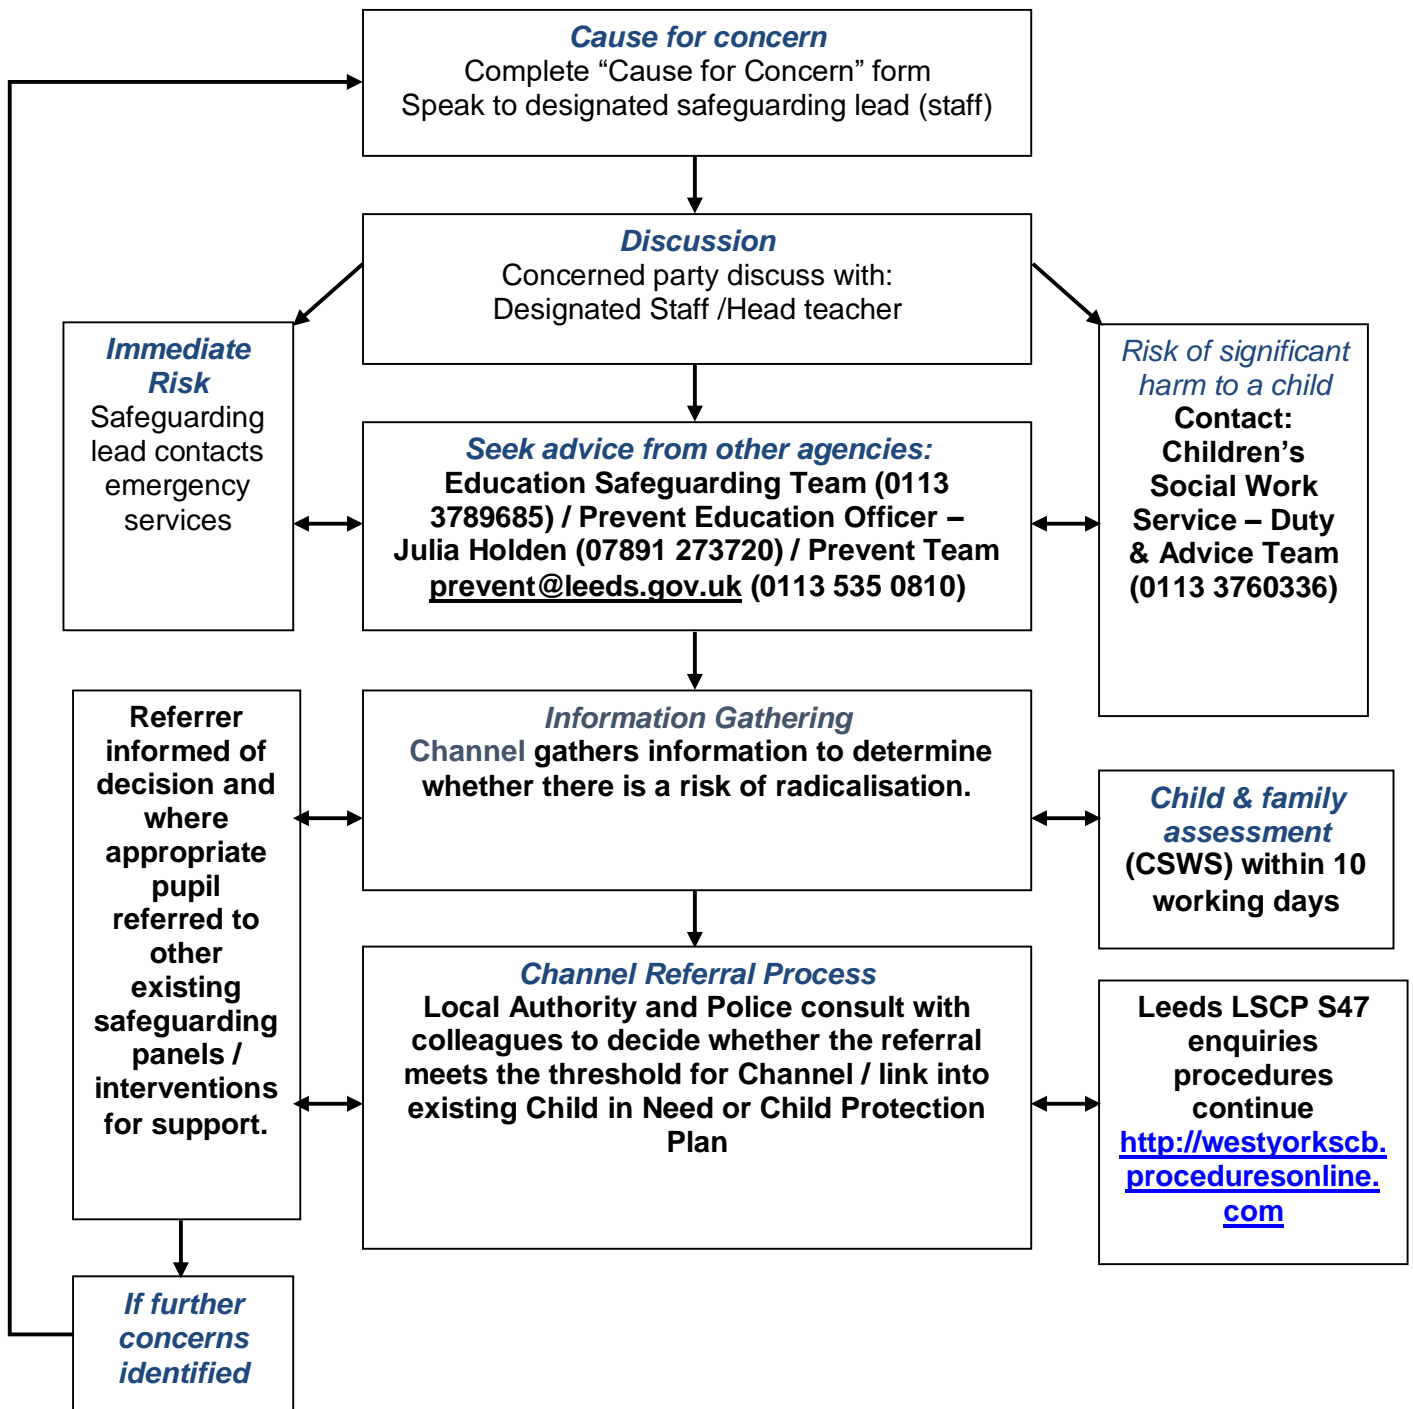 Cause for concern
Complete “Cause for Concern” form
Speak to designated safeguarding lead (staff)
Discussion
Concerned party discuss with:
Designated Staff /Head teacher
Immediate
Risk
Safeguarding
lead contacts
emergency
services
Seek advice from other agencies:
Education Safeguarding Team (0113
3789685) / Prevent Education Officer –
Julia Holden (07891 273720) / Prevent Team
prevent@leeds.gov.uk (0113 535 0810)
Risk of significant
harm to a child
Contact:
Children’s
Social Work
Service – Duty
& Advice Team
(0113 3760336)
Referrer
informed of
decision and
where
appropriate
pupil
referred to
other
existing
safeguarding
panels /
interventions
for support.
Information Gathering
Channel gathers information to determine
whether there is a risk of radicalisation.
Child & family
assessment
(CSWS) within 10
working days
Channel Referral Process
Local Authority and Police consult with
colleagues to decide whether the referral
meets the threshold for Channel / link into
existing Child in Need or Child Protection
Plan
Leeds LSCP S47
enquiries
procedures
continue
http://westyorkscb.
proceduresonline.
com
If further
concerns
identified